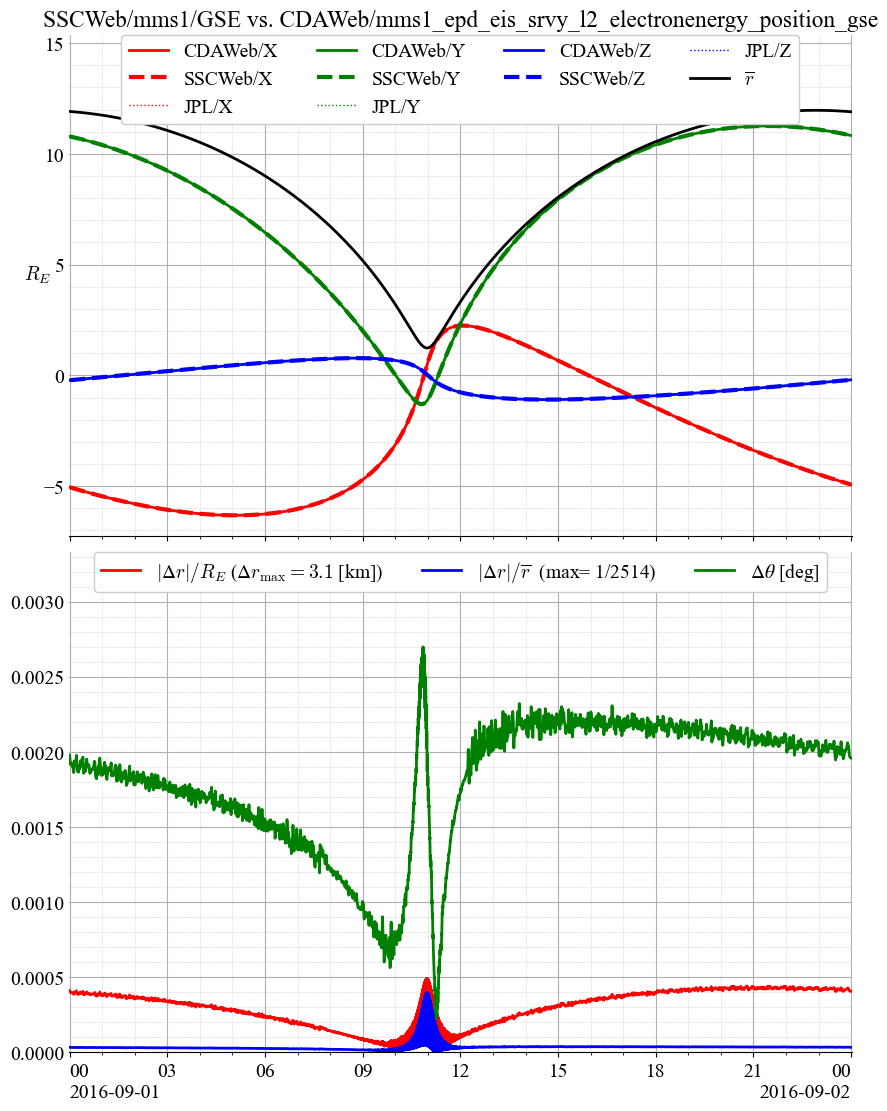 SSCWeb/mms1/GSE vs. CDAWeb/mms1_epd_eis_srvy_l2_electronenergy_position_gse
CDAWeb/X CDAWeb/Y CDAWeb/Z JPL/Z
SSCWeb/X SSCWeb/Y SSCWeb/Z r̅
JPL/X JPL/Y
15
10
5
R_E
0
−5
|Δr|/R_E (Δr_max = 3.1 [km]) |Δr|/r̅ (max= 1/2514) Δθ [deg]
0.0030
0.0025
0.0020
0.0015
0.0010
0.0005
0.0000
00 03 06 09 12 15 18 21 00
2016-09-01 2016-09-02